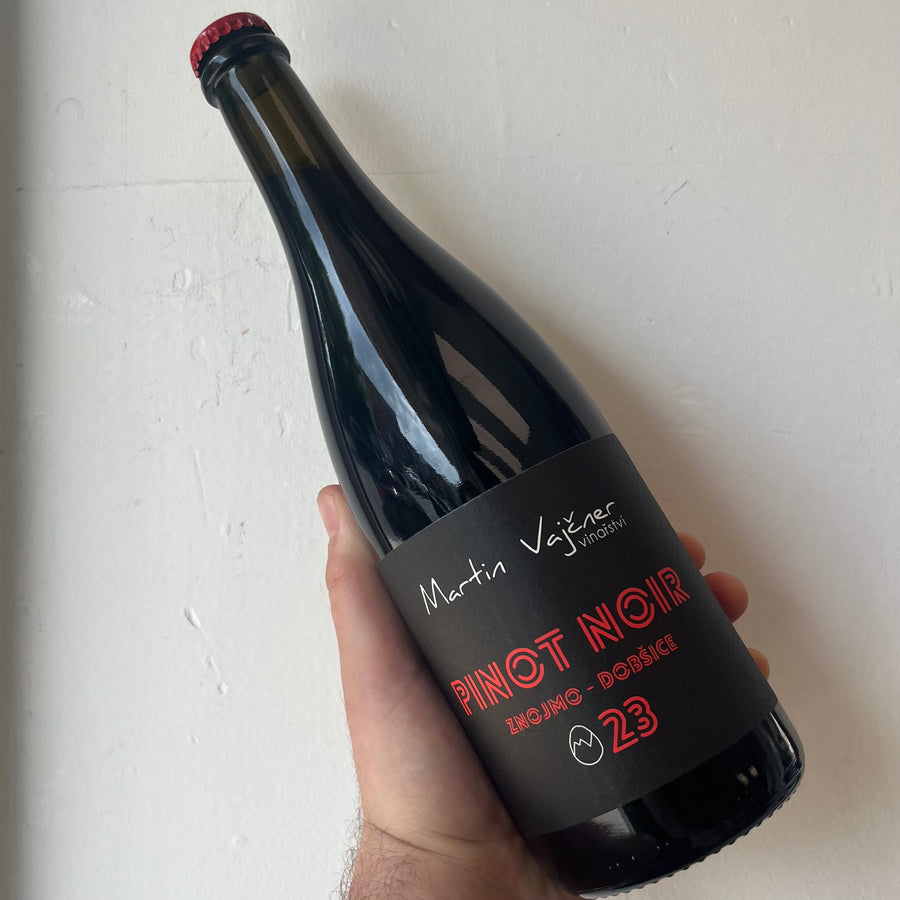 Martin Vajčner
vinařství
PINOT NOIR
ZNOJMO - DOBŠICE
23